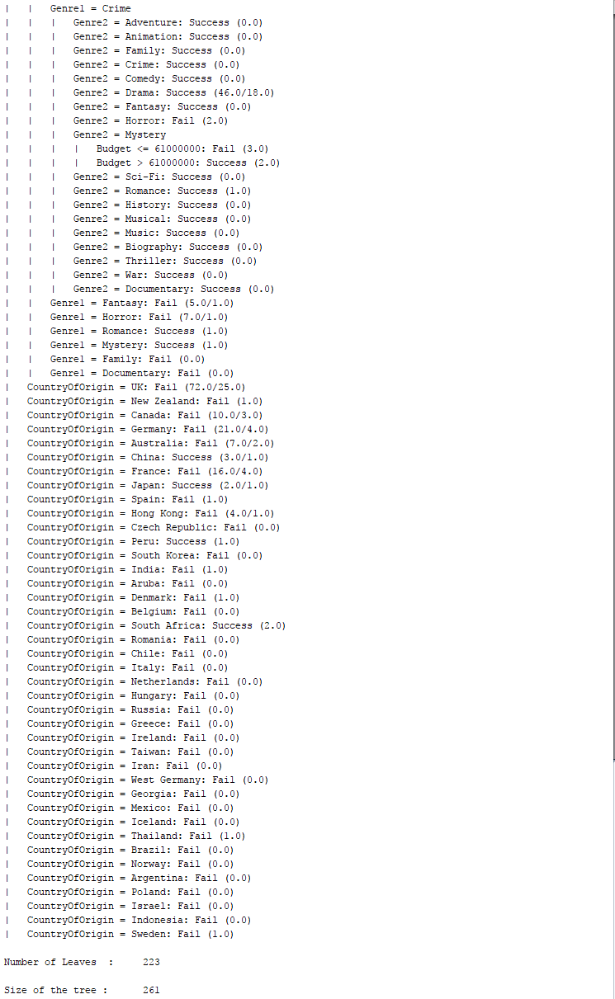 |   |   Genre1 = Crime
|   |   |   Genre2 = Adventure: Success (0.0)
|   |   |   Genre2 = Animation: Success (0.0)
|   |   |   Genre2 = Family: Success (0.0)
|   |   |   Genre2 = Crime: Success (0.0)
|   |   |   Genre2 = Comedy: Success (0.0)
|   |   |   Genre2 = Drama: Success (46.0/18.0)
|   |   |   Genre2 = Fantasy: Success (0.0)
|   |   |   Genre2 = Horror: Fail (2.0)
|   |   |   Genre2 = Mystery
|   |   |   |   Budget <= 61000000: Fail (3.0)
|   |   |   |   Budget > 61000000: Success (2.0)
|   |   |   Genre2 = Sci-Fi: Success (0.0)
|   |   |   Genre2 = Romance: Success (1.0)
|   |   |   Genre2 = History: Success (0.0)
|   |   |   Genre2 = Musical: Success (0.0)
|   |   |   Genre2 = Music: Success (0.0)
|   |   |   Genre2 = Biography: Success (0.0)
|   |   |   Genre2 = Thriller: Success (0.0)
|   |   |   Genre2 = War: Success (0.0)
|   |   |   Genre2 = Documentary: Success (0.0)
|   |   Genre1 = Fantasy: Fail (5.0/1.0)
|   |   Genre1 = Horror: Fail (7.0/1.0)
|   |   Genre1 = Romance: Success (1.0)
|   |   Genre1 = Mystery: Success (1.0)
|   |   Genre1 = Family: Fail (0.0)
|   |   Genre1 = Documentary: Fail (0.0)
|   CountryOfOrigin = UK: Fail (72.0/25.0)
|   CountryOfOrigin = New Zealand: Fail (1.0)
|   CountryOfOrigin = Canada: Fail (10.0/3.0)
|   CountryOfOrigin = Germany: Fail (21.0/4.0)
|   CountryOfOrigin = Australia: Fail (7.0/2.0)
|   CountryOfOrigin = China: Success (3.0/1.0)
|   CountryOfOrigin = France: Fail (16.0/4.0)
|   CountryOfOrigin = Japan: Success (2.0/1.0)
|   CountryOfOrigin = Spain: Fail (1.0)
|   CountryOfOrigin = Hong Kong: Fail (4.0/1.0)
|   CountryOfOrigin = Czech Republic: Fail (0.0)
|   CountryOfOrigin = Peru: Success (1.0)
|   CountryOfOrigin = South Korea: Fail (0.0)
|   CountryOfOrigin = India: Fail (1.0)
|   CountryOfOrigin = Aruba: Fail (0.0)
|   CountryOfOrigin = Denmark: Fail (1.0)
|   CountryOfOrigin = Belgium: Fail (0.0)
|   CountryOfOrigin = South Africa: Success (2.0)
|   CountryOfOrigin = Romania: Fail (0.0)
|   CountryOfOrigin = Chile: Fail (0.0)
|   CountryOfOrigin = Italy: Fail (0.0)
|   CountryOfOrigin = Netherlands: Fail (0.0)
|   CountryOfOrigin = Hungary: Fail (0.0)
|   CountryOfOrigin = Russia: Fail (0.0)
|   CountryOfOrigin = Greece: Fail (0.0)
|   CountryOfOrigin = Ireland: Fail (0.0)
|   CountryOfOrigin = Taiwan: Fail (0.0)
|   CountryOfOrigin = Iran: Fail (0.0)
|   CountryOfOrigin = West Germany: Fail (0.0)
|   CountryOfOrigin = Georgia: Fail (0.0)
|   CountryOfOrigin = Mexico: Fail (0.0)
|   CountryOfOrigin = Iceland: Fail (0.0)
|   CountryOfOrigin = Thailand: Fail (1.0)
|   CountryOfOrigin = Brazil: Fail (0.0)
|   CountryOfOrigin = Norway: Fail (0.0)
|   CountryOfOrigin = Argentina: Fail (0.0)
|   CountryOfOrigin = Poland: Fail (0.0)
|   CountryOfOrigin = Israel: Fail (0.0)
|   CountryOfOrigin = Indonesia: Fail (0.0)
|   CountryOfOrigin = Sweden: Fail (1.0)
Number of Leaves  :     223
Size of the tree :      261